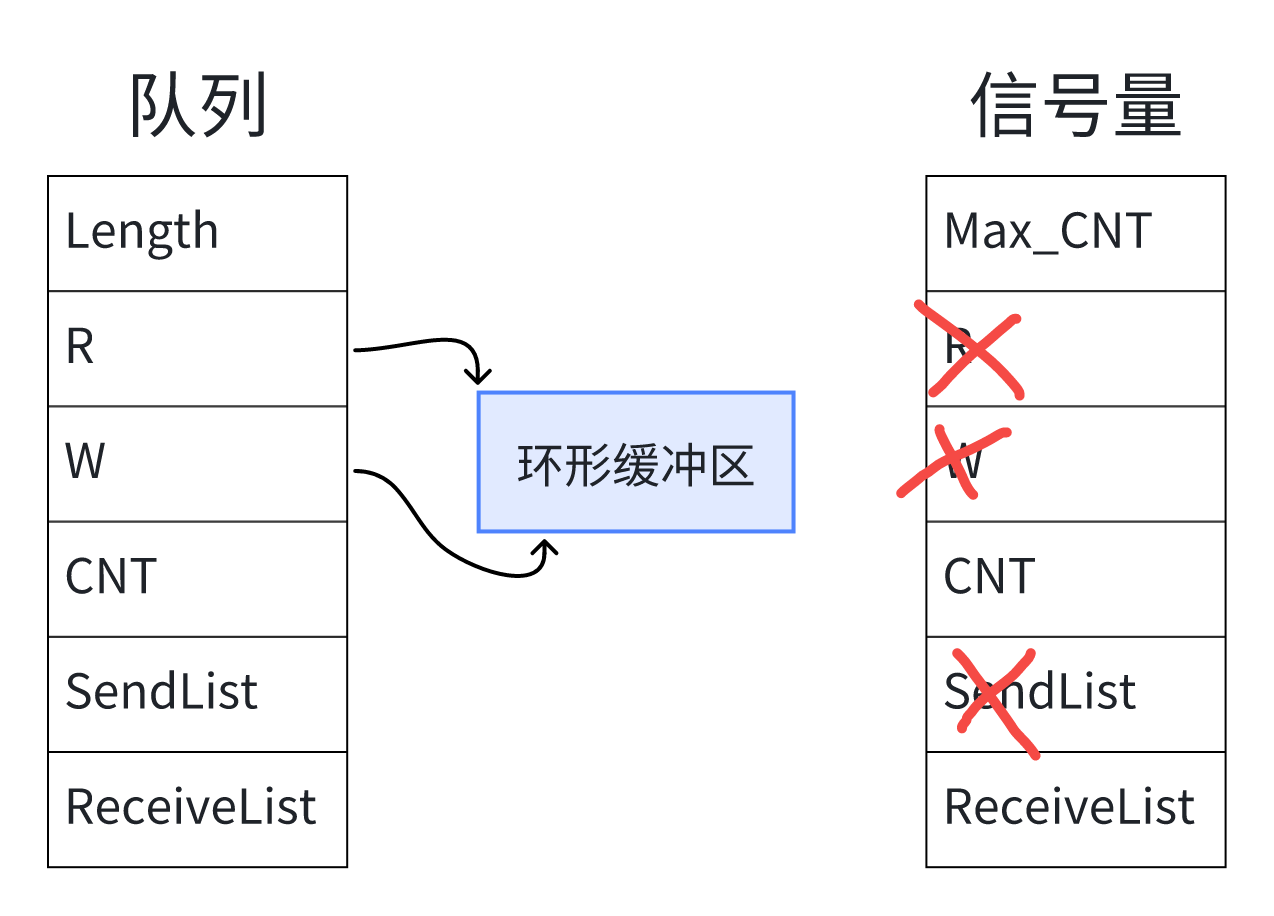 队列
Length
R
W
CNT
SendList
ReceiveList
环形缓冲区
信号量
Max_CNT
R
W
CNT
SendList
ReceiveList